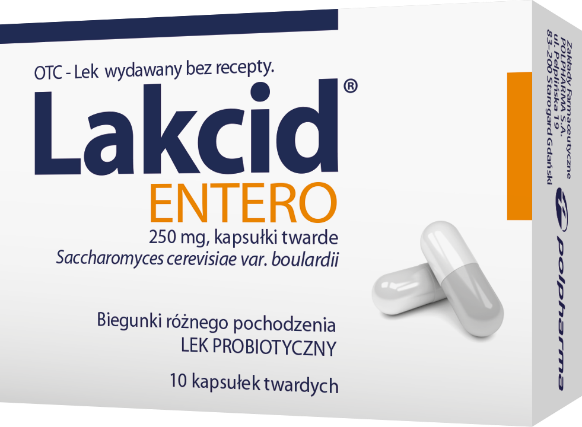 OTC - Lek wydawany bez recepty.
Lakcid®
ENTERO
250 mg, kapsułki twarde
Saccharomyces cerevisiae var. boulardii
Biegunki różnego pochodzenia
LEK PROBIOTYCZNY
10 kapsułek twardych
Zakłady Farmaceutyczne
POLPHARMA S.A.
ul. Pelplińska 19
83-200 Starogard Gdański
polpharma